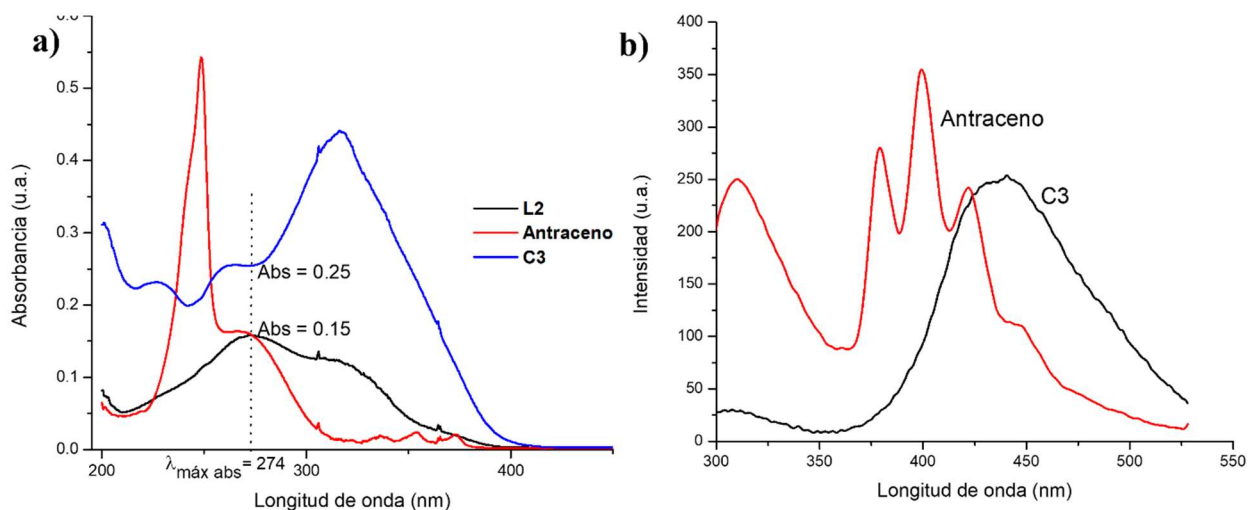 a)
0.6
0.5
0.4
0.3
0.2
0.1
0.0
Absorbancia (u.a.)
L2
Antraceno
C3
Abs = 0.25
Abs = 0.15
λmáx abs = 274
200
300
400
Longitud de onda (nm)
b)
400
350
300
250
200
150
100
50
0
Intensidad (u.a.)
Antraceno
C3
300
350
400
450
500
550
Longitud de onda (nm)